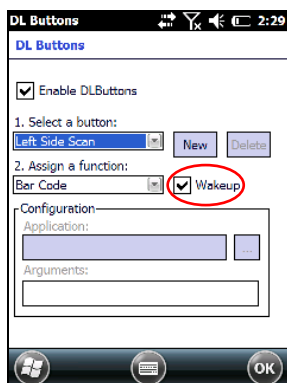 DL Buttons 2:29
DL Buttons
Enable DLButtons
1. Select a button:
Left Side Scan New Delete
2. Assign a function:
Bar Code Wakeup
Configuration
Application:
...
Arguments:
OK